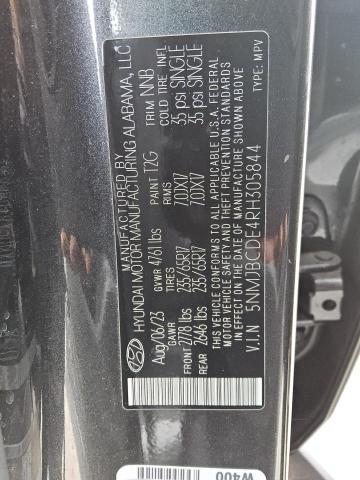 HYUNDAI MOTOR MANUFACTURING ALABAMA, LLC
Aug/06/23 GVWR 4761 lbs PAINT T2G TRIM NNB
GAWR TIRES RIMS COLD TIRE INFL
FRONT 2778 lbs 235/65R17 7.0JX17 35 psi SINGLE
REAR 2646 lbs 235/65R17 7.0JX17 35 psi SINGLE
THIS VEHICLE CONFORMS TO ALL APPLICABLE U.S.A. FEDERAL
MOTOR VEHICLE SAFETY AND THEFT PREVENTION STANDARDS
IN EFFECT ON THE DATE OF MANUFACTURE SHOWN ABOVE.
V.I.N 5NMJBCDE4RH305844 TYPE: MPV
W400